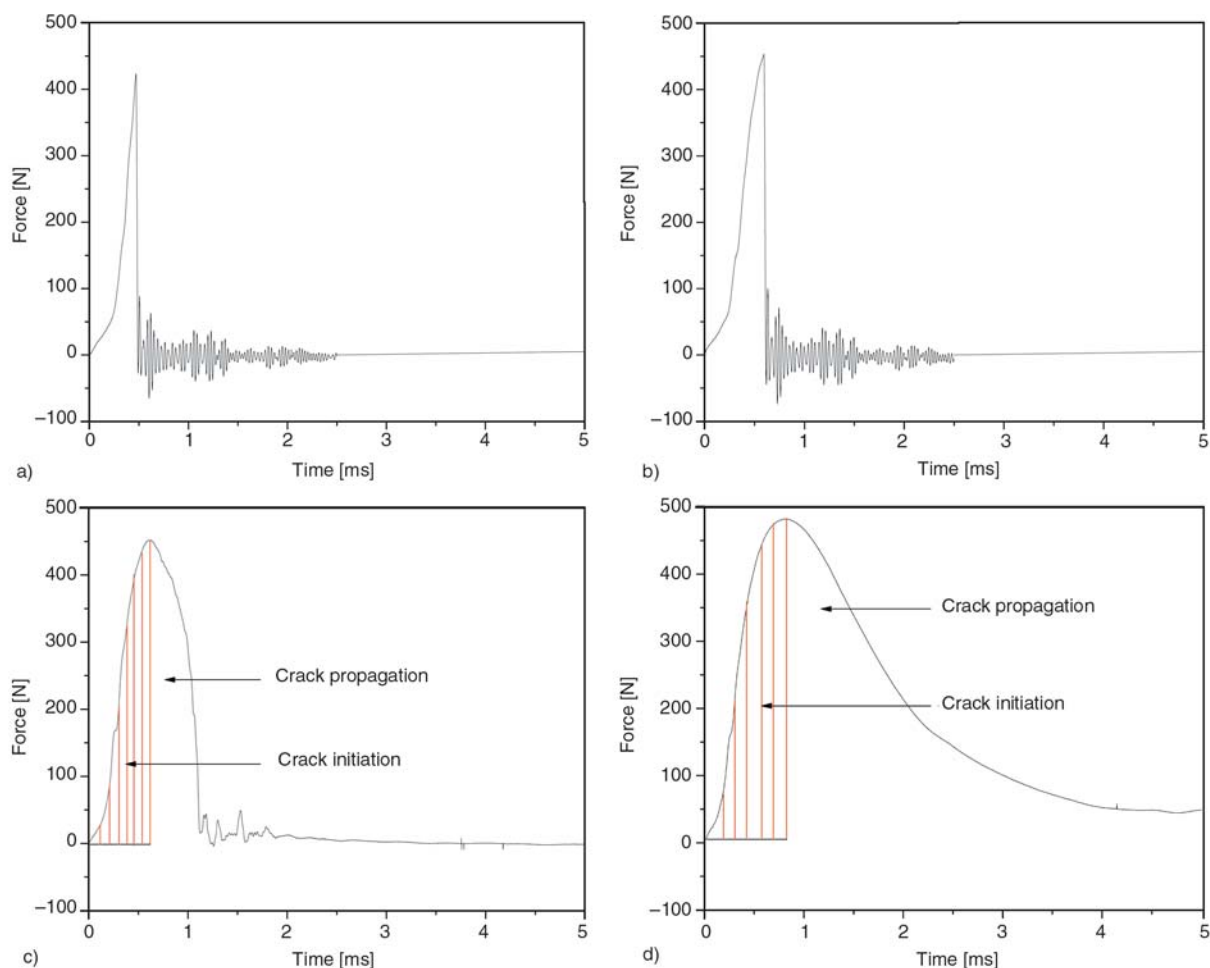 500
400
300
200
100
0
–100
Force [N]
0 1 2 3 4 5
Time [ms]
a)
500
400
300
200
100
0
–100
Force [N]
0 1 2 3 4 5
Time [ms]
b)
500
400
300
200
100
0
–100
Force [N]
Crack propagation
Crack initiation
0 1 2 3 4 5
Time [ms]
c)
500
400
300
200
100
0
–100
Force [N]
Crack propagation
Crack initiation
0 1 2 3 4 5
Time [ms]
d)